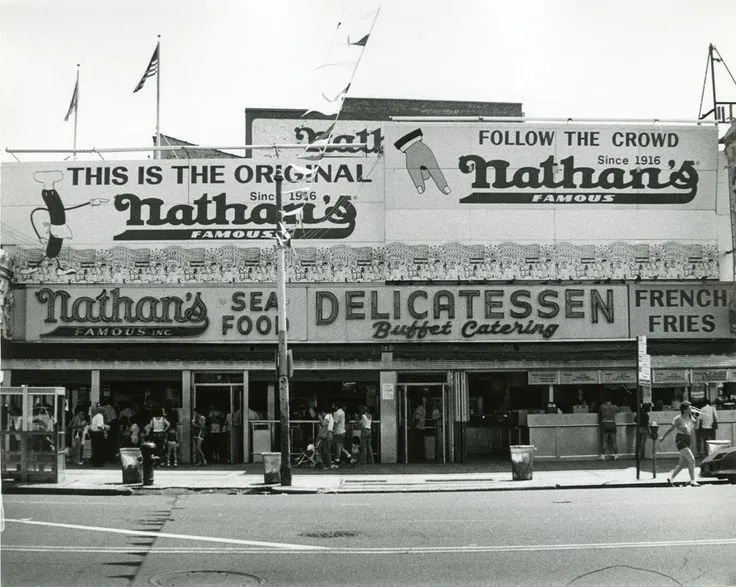 Nath
THIS IS THE ORIGINAL
Since 1916
Nathan's
FAMOUS
FOLLOW THE CROWD
Since 1916
Nathan's
FAMOUS
Nathan's
FAMOUS INC.
SEA
FOOD
DELICATESSEN
Buffet Catering
FRENCH
FRIES